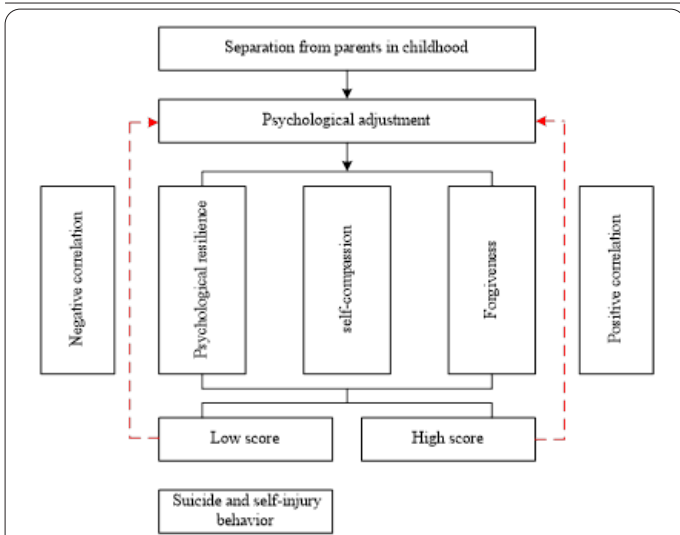 Separation from parents in childhood
Psychological adjustment
Negative correlation
Psychological resilience
self-compassion
Forgiveness
Positive correlation
Low score
High score
Suicide and self-injury
behavior